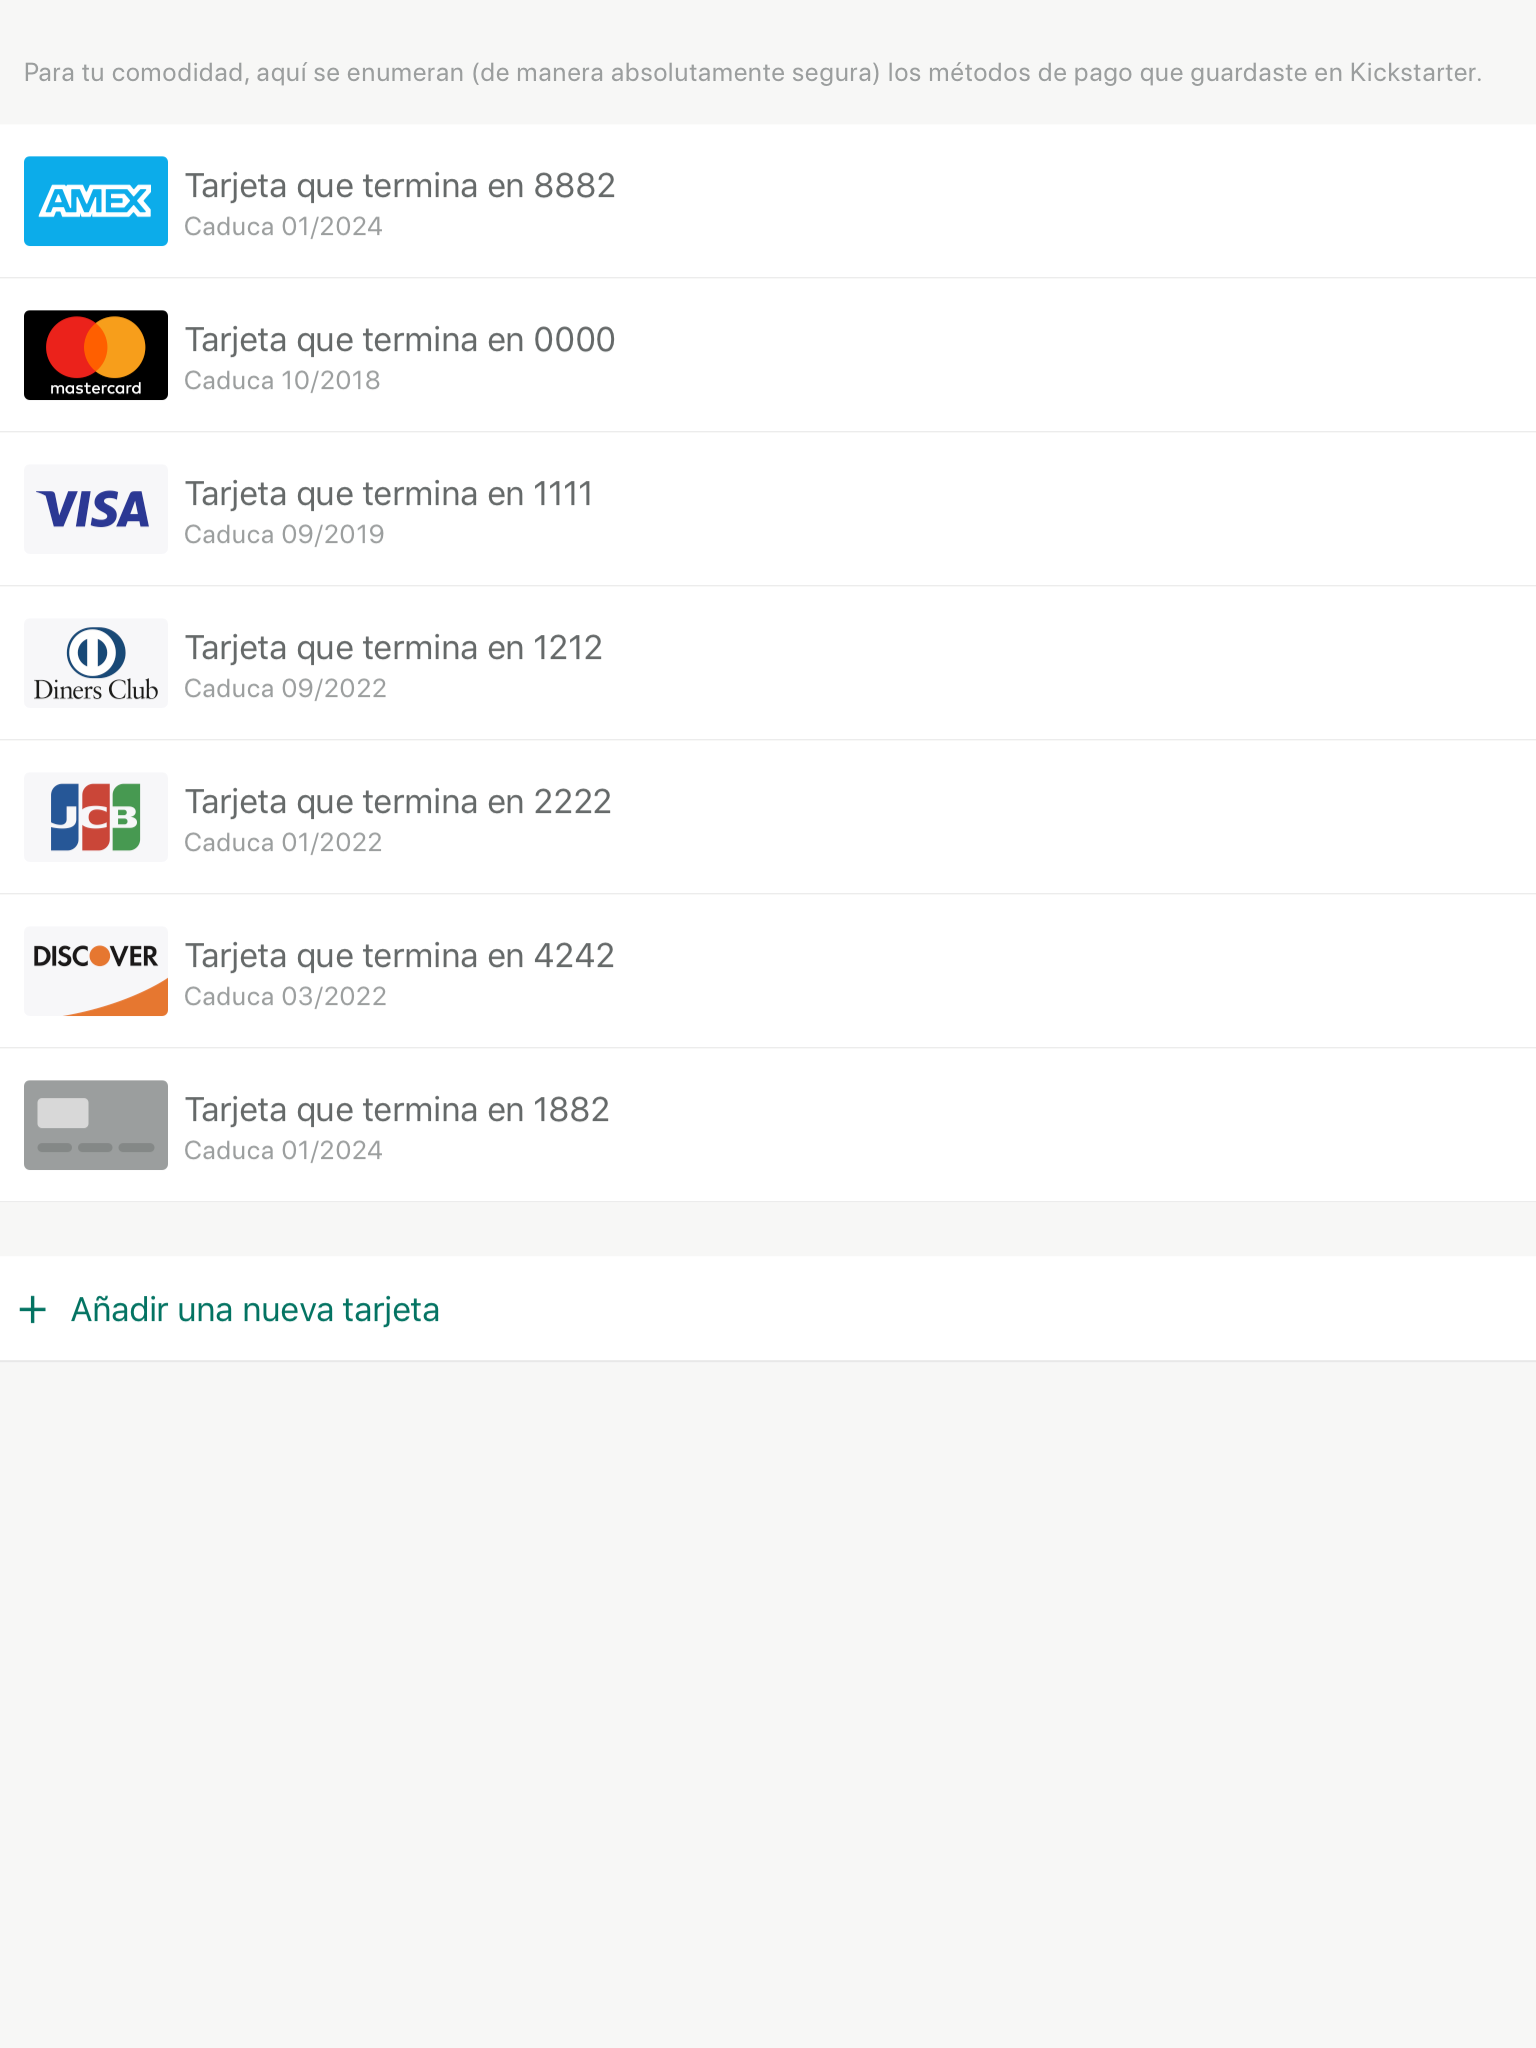 Para tu comodidad, aquí se enumeran (de manera absolutamente segura) los métodos de pago que guardaste en Kickstarter.
AMEX
Tarjeta que termina en 8882
Caduca 01/2024
mastercard
Tarjeta que termina en 0000
Caduca 10/2018
VISA
Tarjeta que termina en 1111
Caduca 09/2019
Diners Club
Tarjeta que termina en 1212
Caduca 09/2022
JCB
Tarjeta que termina en 2222
Caduca 01/2022
DISCOVER
Tarjeta que termina en 4242
Caduca 03/2022
Tarjeta que termina en 1882
Caduca 01/2024
+ Añadir una nueva tarjeta